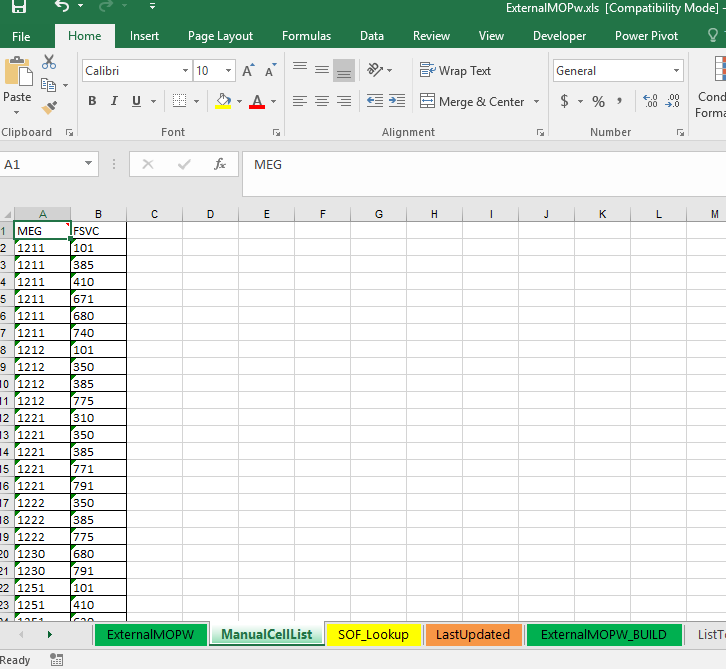 ExternalMOPw.xls [Compatibility Mode] -
File Home Insert Page Layout Formulas Data Review View Developer Power Pivot
Calibri 10 A A Wrap Text General
Paste B I U A Merge & Center $ % , .00 Cond
Forma
Clipboard Font Alignment Number
A1 fx MEG
A B C D E F G H I J K L M
1 MEG FSVC
2 1211 101
3 1211 385
4 1211 410
5 1211 671
6 1211 680
7 1211 740
8 1212 101
9 1212 350
10 1212 385
11 1212 775
12 1221 310
13 1221 350
14 1221 385
15 1221 771
16 1221 791
17 1222 350
18 1222 385
19 1222 775
20 1230 680
21 1230 791
22 1251 101
23 1251 410
ExternalMOPW ManualCellList SOF_Lookup LastUpdated ExternalMOPW_BUILD ListT
Ready